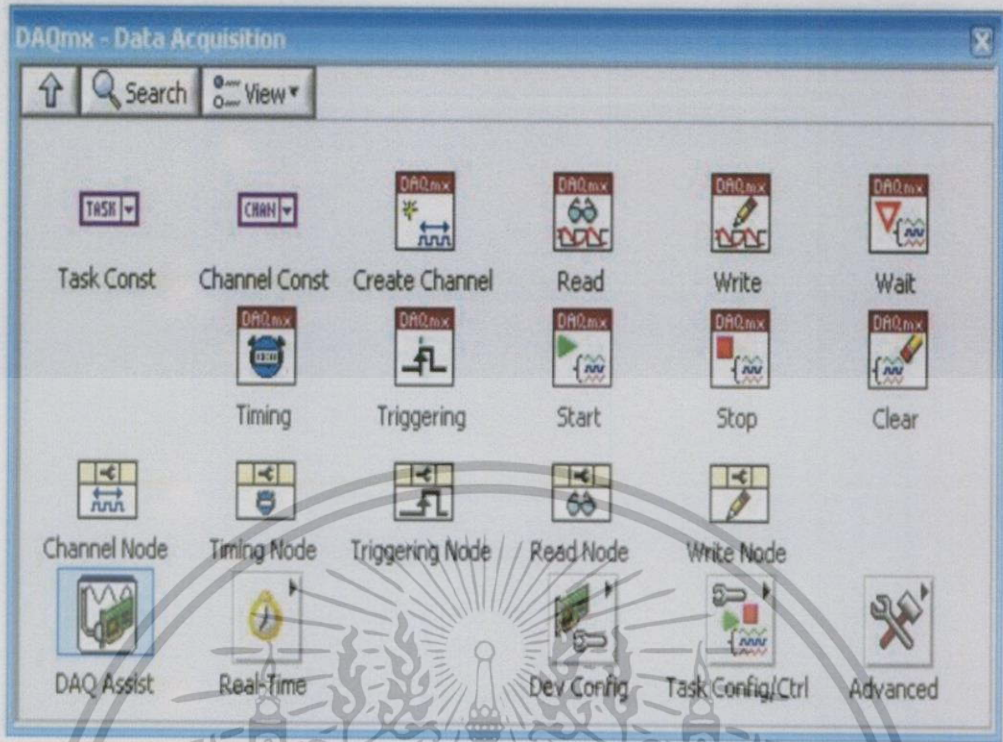 DAQmx - Data Acquisition
Search View
TASK CHAN DAQmx DAQmx DAQmx DAQmx
Task Const Channel Const Create Channel Read Write Wait
DAQmx DAQmx DAQmx DAQmx DAQmx
Timing Triggering Start Stop Clear
Channel Node Timing Node Triggering Node Read Node Write Node
DAQ Assist Real-Time Dev Config Task Config/Ctrl Advanced